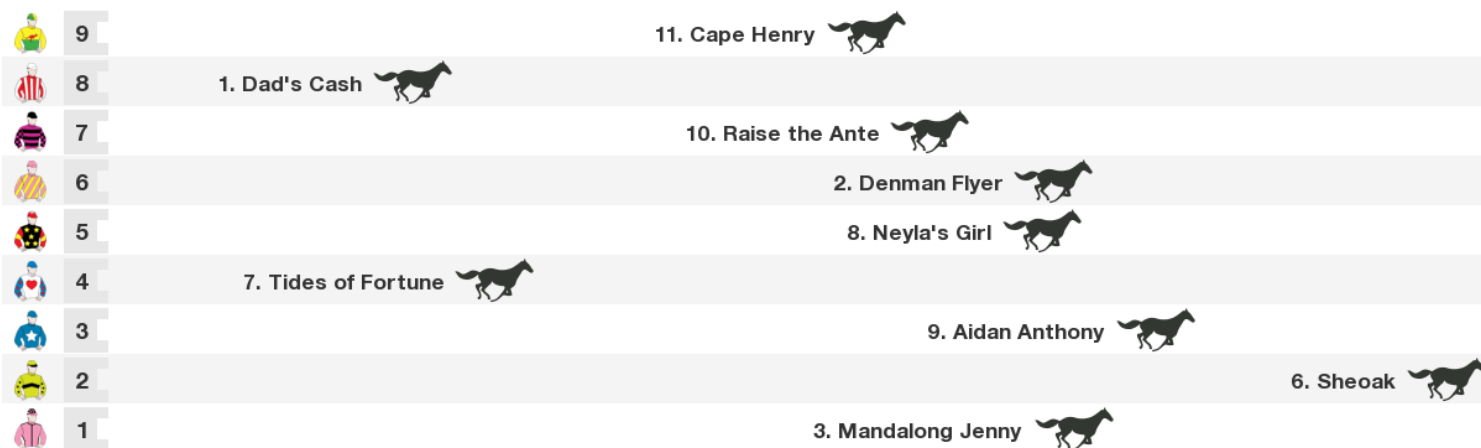 9 11. Cape Henry
8 1. Dad's Cash
7 10. Raise the Ante
6 2. Denman Flyer
5 8. Neyla's Girl
4 7. Tides of Fortune
3 9. Aidan Anthony
2 6. Sheoak
1 3. Mandalong Jenny